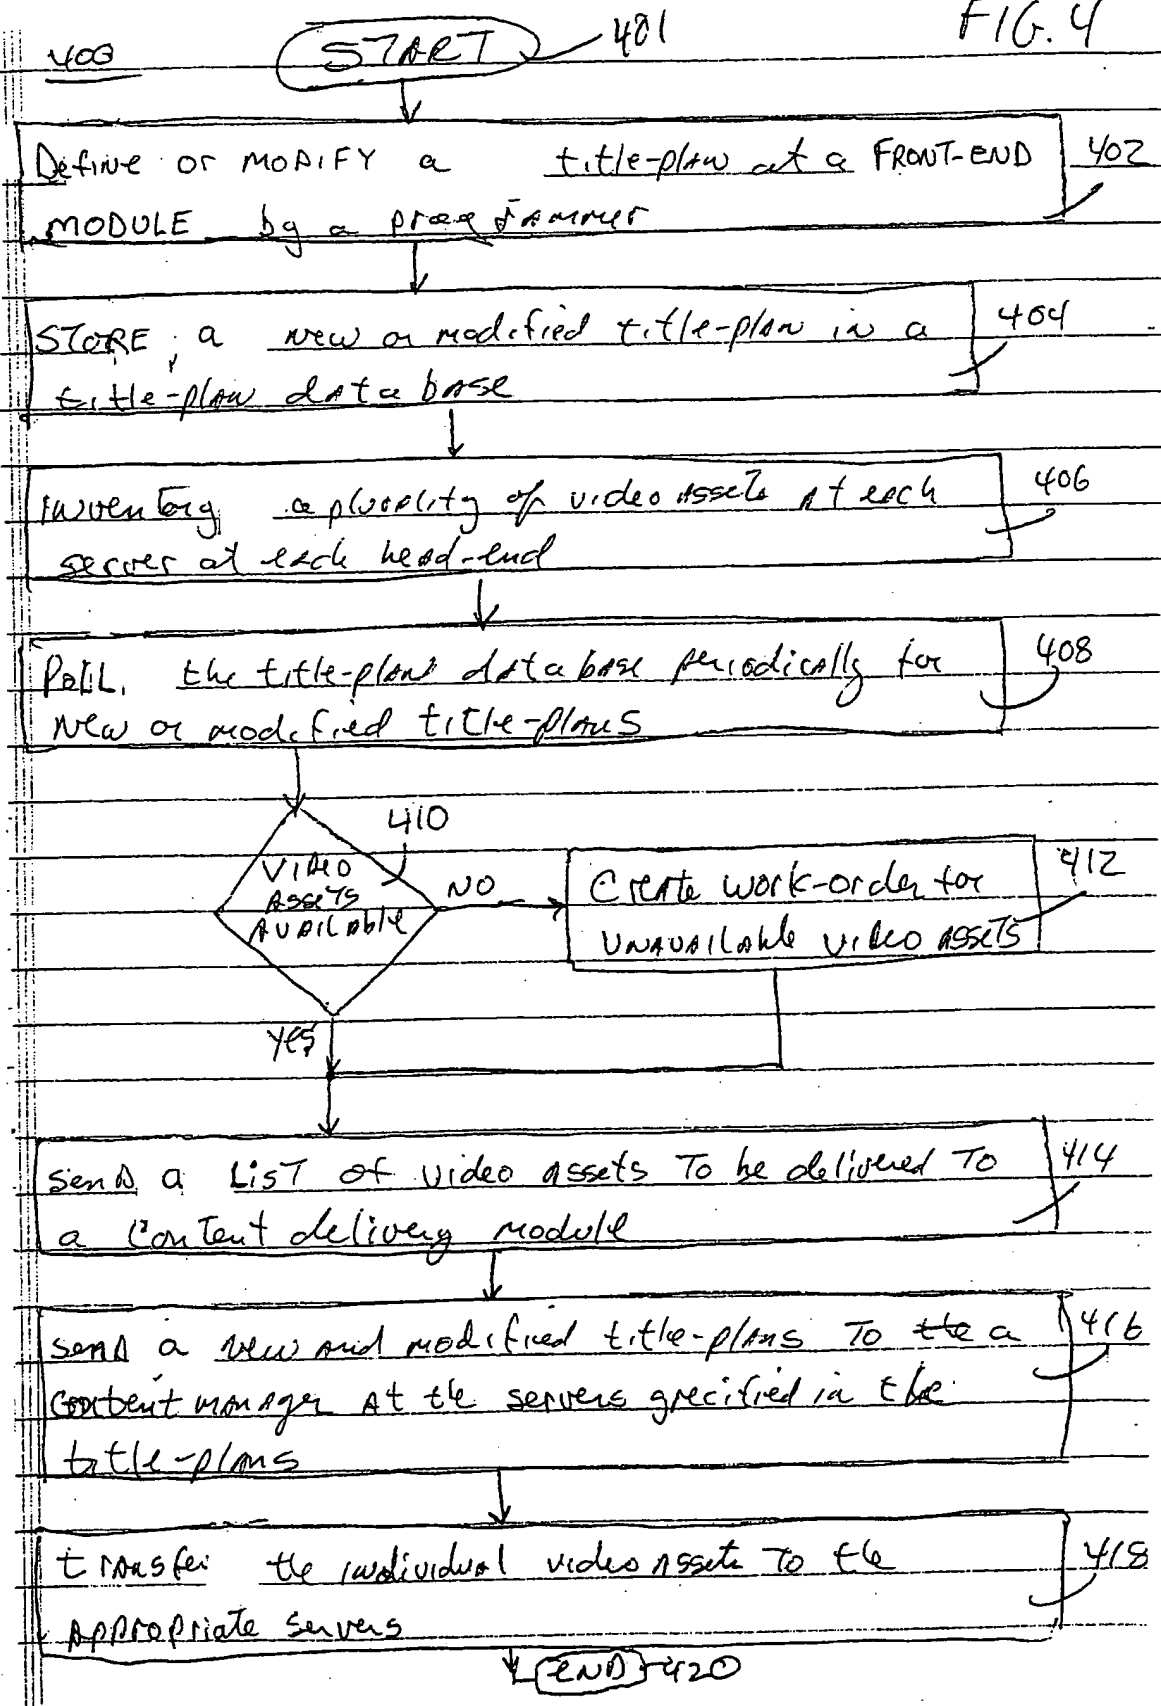 FIG. 4
400
START 401
Define or MODIFY a title-plan at a FRONT-END 402
MODULE by a programmer
STORE a new or modified title-plan in a 404
title-plan database
Inventory a plurality of video Assets At each 406
server at each head-end
Poll the title-plans database periodically for 408
New or modified title-plans
410
VIDEO
ASSETS
AVAILABLE
NO
Create work-order for 412
UNAVAILABLE VIDEO ASSETS
YES
send a LIST of video Assets To be delivered TO 414
a Content delivery module
send a new and modified title-plans To the a 416
content manager At the servers specified in the
title-plans
transfer the individual video Assets To the 418
Appropriate servers
END 420